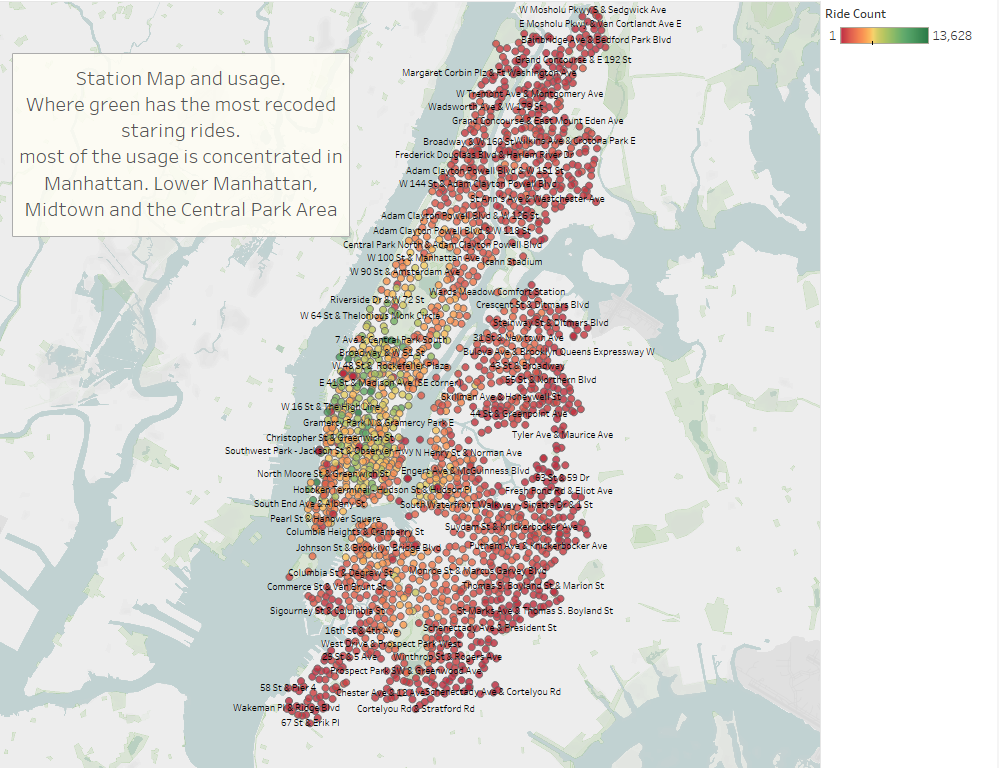 W Mosholu Pkwy S & Sedgwick Ave
Ride Count
E Mosholu Pkwy & Van Cortlandt Ave E
1
13,628
Bainbridge Ave & Bedford Park Blvd
Grand Concourse & E 192 St
Margaret Corbin Plz & Ft Washington Ave
Station Map and usage.
Where green has the most recoded
staring rides.
most of the usage is concentrated in
Manhattan. Lower Manhattan,
Midtown and the Central Park Area
W Tremont Ave & Montgomery Ave
Wadsworth Ave & W 179 St
Grand Concourse & East Mount Eden Ave
Broadway & W 160 St
Wilkins Ave & Crotona Park E
Frederick Douglass Blvd & Harlem River Dr
Adam Clayton Powell Blvd & W 151 St
W 144 St & Adam Clayton Powell Blvd
St Ann's Ave & Westchester Ave
Adam Clayton Powell Blvd & W 126 St
Adam Clayton Powell Blvd & W 118 St
Central Park North & Adam Clayton Powell Blvd
W 100 St & Manhattan Ave
Icahn Stadium
W 90 St & Amsterdam Ave
Wards Meadow Comfort Station
Riverside Dr & W 72 St
Crescent St & Ditmars Blvd
W 64 St & Thelonious Monk Circle
Steinway St & Ditmars Blvd
7 Ave & Central Park South
31 St & Newtown Ave
Broadway & W 51 St
Bulova Ave & Brooklyn Queens Expressway W
W 48 St & Rockefeller Plaza
43 St & Broadway
E 41 St & Madison Ave (SE corner)
55 St & Northern Blvd
Skillman Ave & Honeywell St
W 16 St & The High Line
44 St & Greenpoint Ave
Gramercy Park N & Gramercy Park E
Tyler Ave & Maurice Ave
Christopher St & Greenwich St
Southwest Park - Jackson St & Observer Hwy
N Henry St & Norman Ave
North Moore St & Greenwich St
Engert Ave & McGuinness Blvd
63 St & 59 Dr
Hoboken Terminal - Hudson St & Hudson Pl
Fresh Pond Rd & Eliot Ave
South End Ave & Albany St
South Waterfront Walkway - Sinatra Dr & 1 St
Pearl St & Hanover Square
Suydam St & Knickerbocker Ave
Columbia Heights & Cranberry St
Johnson St & Brooklyn Bridge Blvd
Putnam Ave & Knickerbocker Ave
Columbia St & Degraw St
Monroe St & Marcus Garvey Blvd
Commerce St & Van Brunt St
Thomas S. Boyland St & Marion St
Sigourney St & Columbia St
St Marks Ave & Thomas S. Boyland St
16th St & 4th Ave
Schenectady Ave & President St
West Drive & Prospect Park West
25 St & 5 Ave
Winthrop St & Rogers Ave
Prospect Park SW & Greenwood Ave
58 St & Pier 4
Chester Ave & 12 Ave
Schenectady Ave & Cortelyou Rd
Wakeman Pl & Ridge Blvd
Cortelyou Rd & Stratford Rd
67 St & Erik Pl